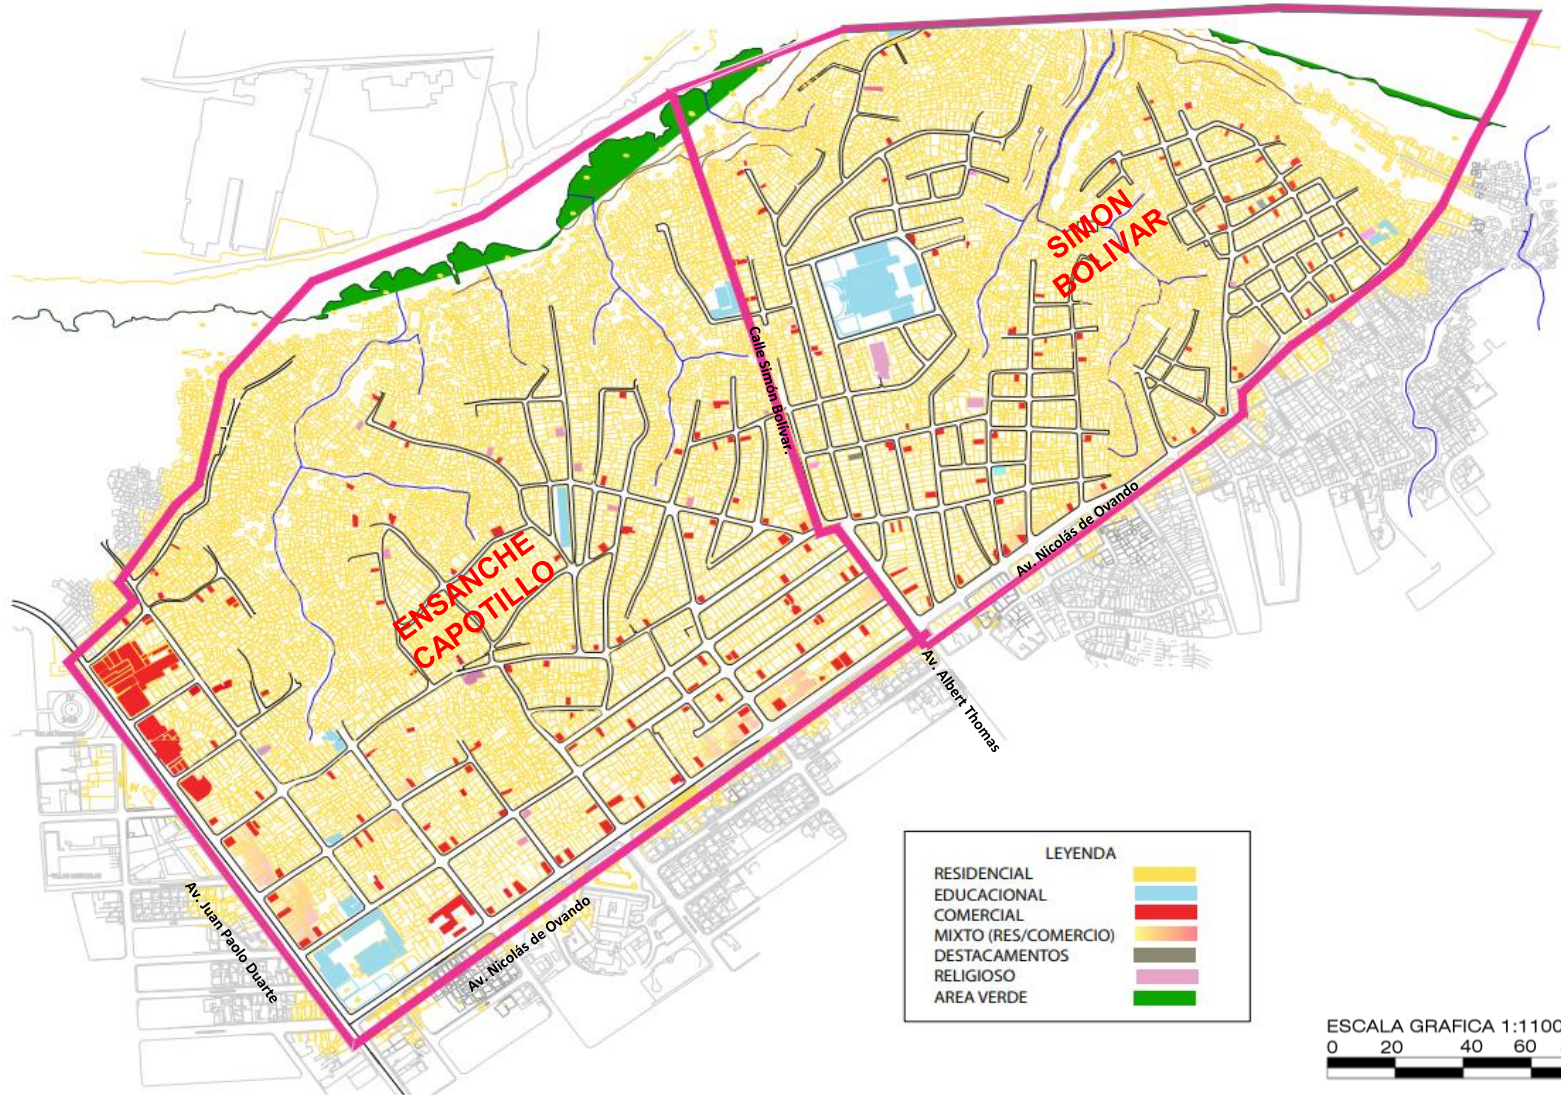 SIMON
BOLIVAR
Calle Simón Bolívar.
ENSANCHE
CAPOTILLO
Av. Nicolás de Ovando
Av. Albert Thomas
Av. Juan Paolo Duarte
Av. Nicolás de Ovando
LEYENDA
RESIDENCIAL
EDUCACIONAL
COMERCIAL
MIXTO (RES/COMERCIO)
DESTACAMENTOS
RELIGIOSO
AREA VERDE
ESCALA GRAFICA 1:1100
0 20 40 60